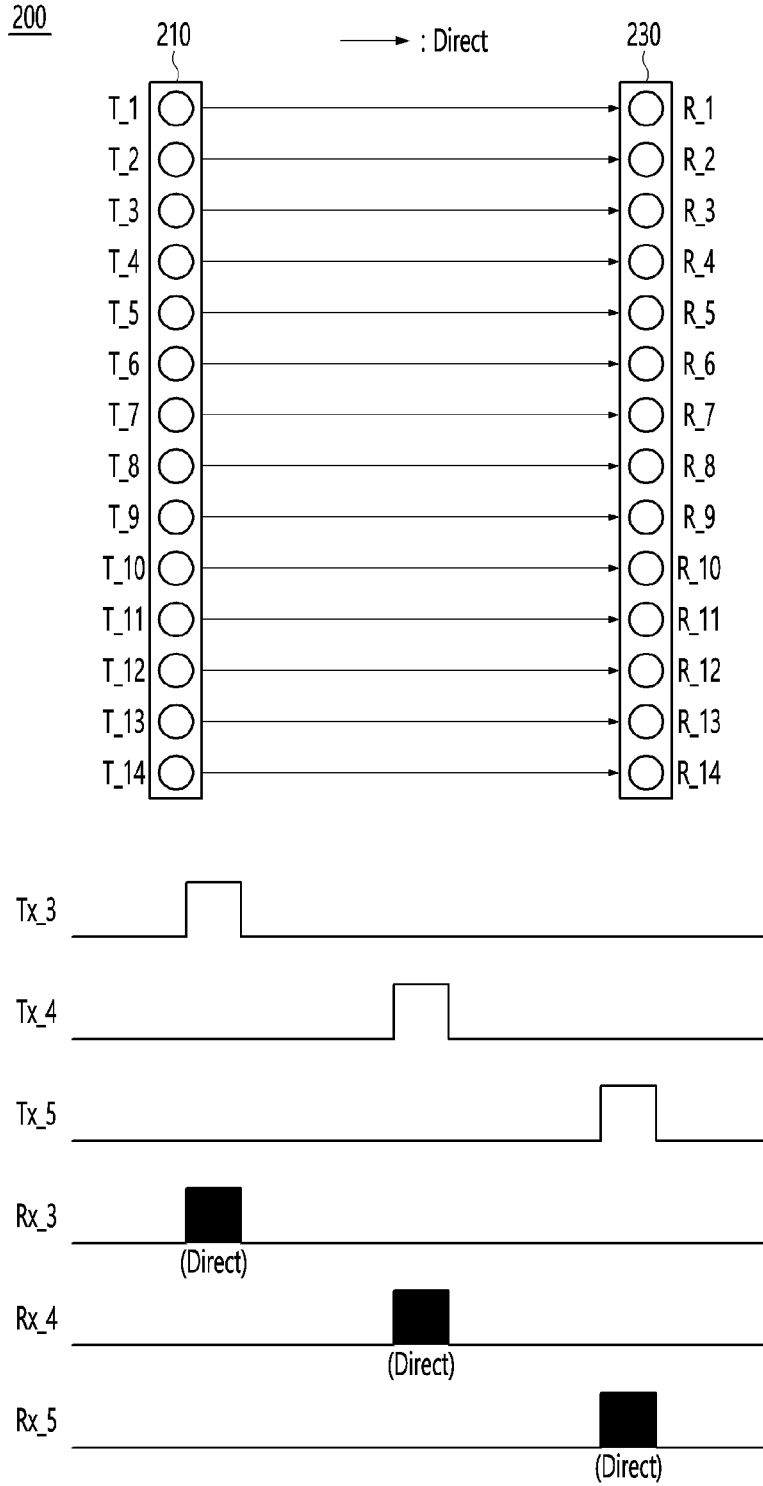 200
210
: Direct
230
T_1 R_1
T_2 R_2
T_3 R_3
T_4 R_4
T_5 R_5
T_6 R_6
T_7 R_7
T_8 R_8
T_9 R_9
T_10 R_10
T_11 R_11
T_12 R_12
T_13 R_13
T_14 R_14
Tx_3
Tx_4
Tx_5
Rx_3
(Direct)
Rx_4
(Direct)
Rx_5
(Direct)